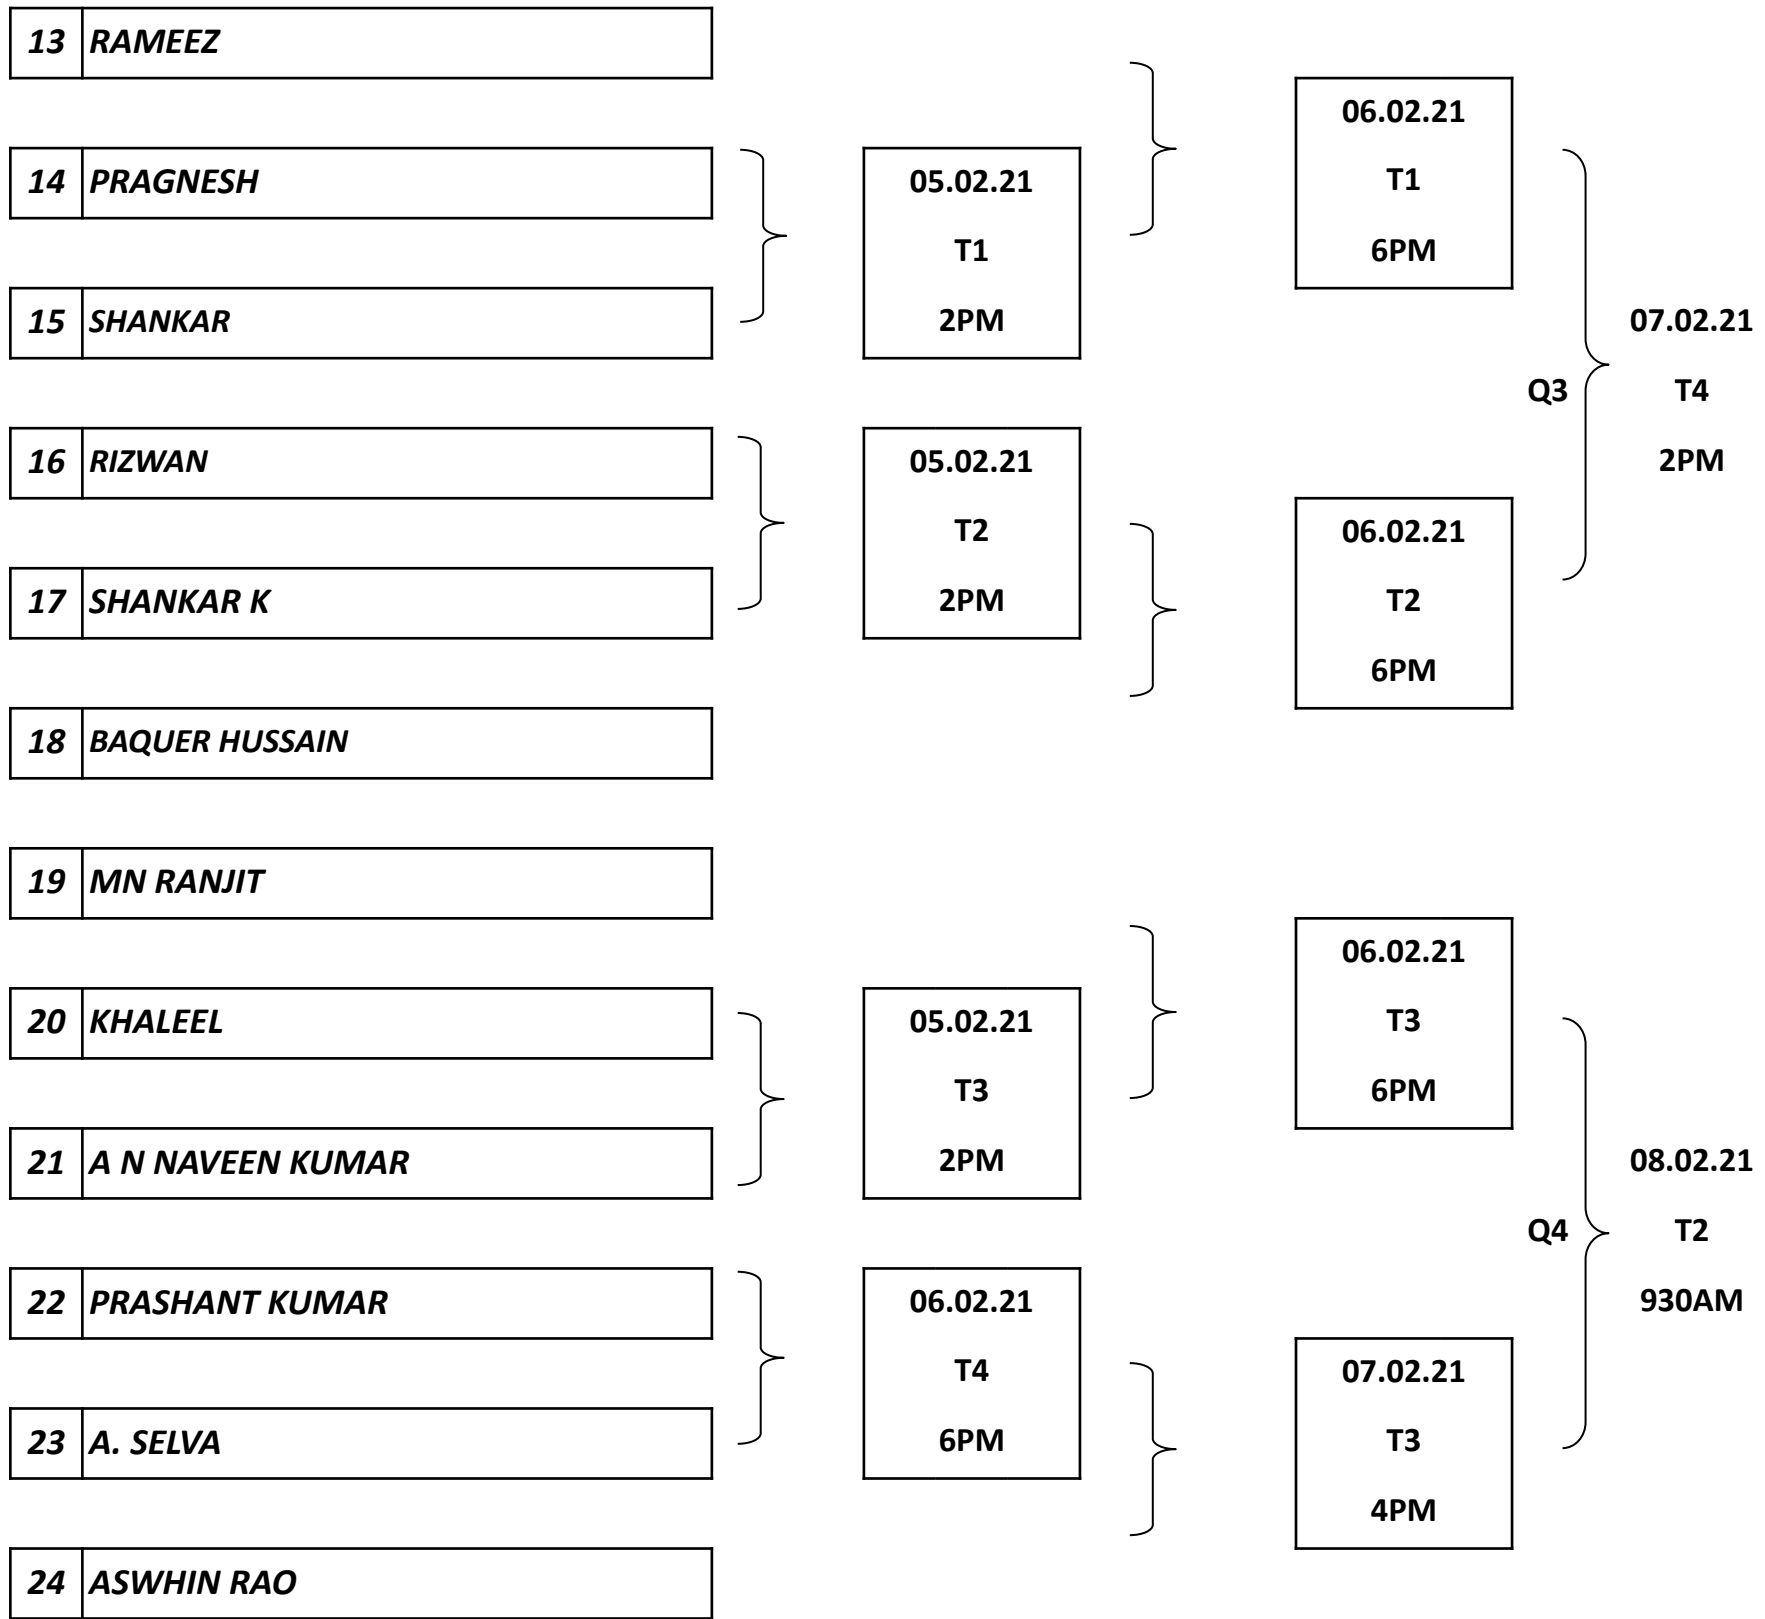 13 RAMEEZ
06.02.21
14 PRAGNESH 05.02.21 T1
T1 6PM
15 SHANKAR 2PM 07.02.21
Q3 T4
16 RIZWAN 05.02.21 2PM
T2 06.02.21
17 SHANKAR K 2PM T2
6PM
18 BAQUER HUSSAIN
19 MN RANJIT
06.02.21
20 KHALEEL 05.02.21 T3
T3 6PM
21 A N NAVEEN KUMAR 2PM 08.02.21
Q4 T2
22 PRASHANT KUMAR 06.02.21 930AM
T4 07.02.21
23 A. SELVA 6PM T3
4PM
24 ASWHIN RAO